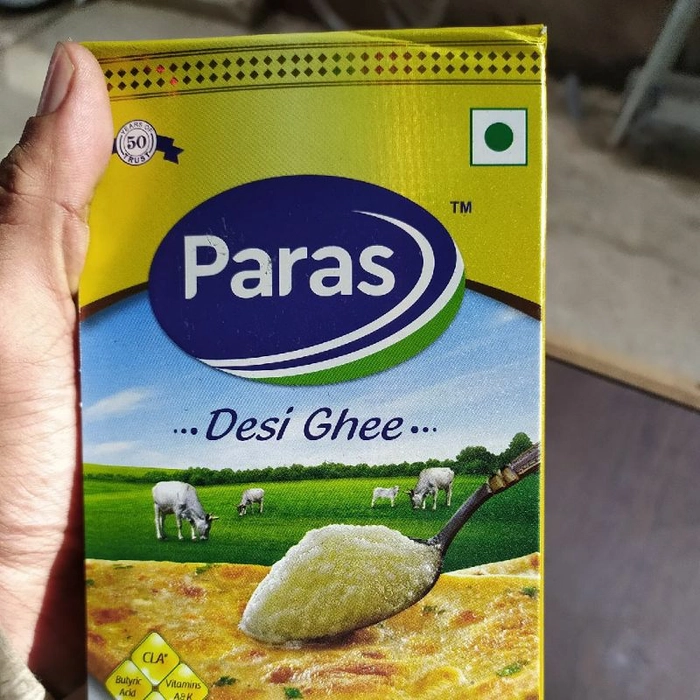 YEARS OF
50
TRUST
TM
Paras
...Desi Ghee...
CLA*
Butyric
Acid
Vitamins
A& K